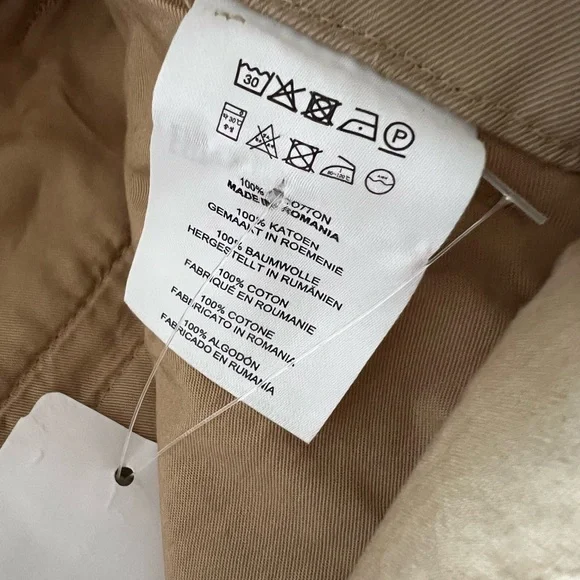 30
P
100% COTTON
MADE IN ROMANIA
100% KATOEN
GEMAAKT IN ROEMENIE
100% BAUMWOLLE
HERGESTELLT IN RUMÄNIEN
100% COTON
FABRIQUÉ EN ROUMANIE
100% COTONE
FABBRICATO IN ROMANIA
100% ALGODÓN
FABRICADO EN RUMANÍA